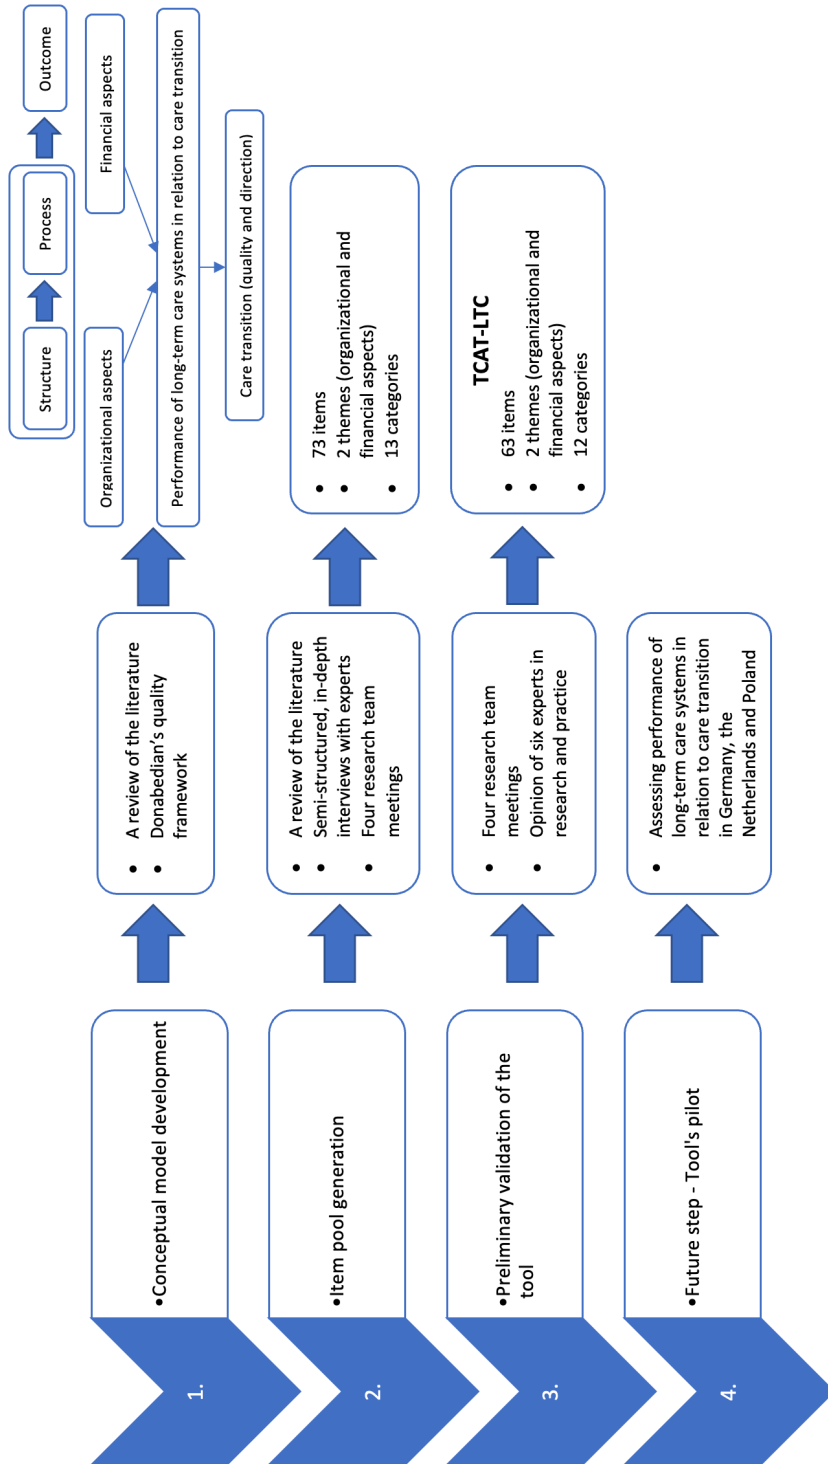 1.
•Conceptual model development
• A review of the literature
• Donabedian's quality
framework
Structure
Process
Outcome
Organizational aspects
Financial aspects
Performance of long-term care systems in relation to care transition
Care transition (quality and direction)
2.
•Item pool generation
• A review of the literature
• Semi-structured, in-depth
interviews with experts
• Four research team
meetings
• 73 items
• 2 themes (organizational and
financial aspects)
• 13 categories
3.
•Preliminary validation of the
tool
• Four research team
meetings
• Opinion of six experts in
research and practice
TCAT-LTC
• 63 items
• 2 themes (organizational and
financial aspects)
• 12 categories
4.
•Future step - Tool's pilot
• Assessing performance of
long-term care systems in
relation to care transition
in Germany, the
Netherlands and Poland